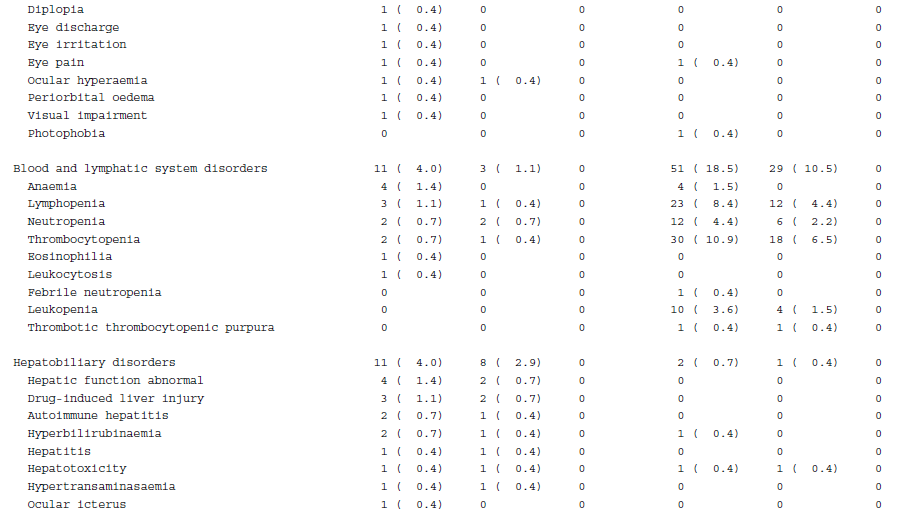 Diplopia 1 ( 0.4) 0 0 0 0 0
Eye discharge 1 ( 0.4) 0 0 0 0 0
Eye irritation 1 ( 0.4) 0 0 0 0 0
Eye pain 1 ( 0.4) 0 0 1 ( 0.4) 0 0
Ocular hyperaemia 1 ( 0.4) 1 ( 0.4) 0 0 0 0
Periorbital oedema 1 ( 0.4) 0 0 0 0 0
Visual impairment 1 ( 0.4) 0 0 0 0 0
Photophobia 0 0 0 1 ( 0.4) 0 0
Blood and lymphatic system disorders 11 ( 4.0) 3 ( 1.1) 0 51 ( 18.5) 29 ( 10.5) 0
Anaemia 4 ( 1.4) 0 0 4 ( 1.5) 0 0
Lymphopenia 3 ( 1.1) 1 ( 0.4) 0 23 ( 8.4) 12 ( 4.4) 0
Neutropenia 2 ( 0.7) 2 ( 0.7) 0 12 ( 4.4) 6 ( 2.2) 0
Thrombocytopenia 2 ( 0.7) 1 ( 0.4) 0 30 ( 10.9) 18 ( 6.5) 0
Eosinophilia 1 ( 0.4) 0 0 0 0 0
Leukocytosis 1 ( 0.4) 0 0 0 0 0
Febrile neutropenia 0 0 0 1 ( 0.4) 0 0
Leukopenia 0 0 0 10 ( 3.6) 4 ( 1.5) 0
Thrombotic thrombocytopenic purpura 0 0 0 1 ( 0.4) 1 ( 0.4) 0
Hepatobiliary disorders 11 ( 4.0) 8 ( 2.9) 0 2 ( 0.7) 1 ( 0.4) 0
Hepatic function abnormal 4 ( 1.4) 2 ( 0.7) 0 0 0 0
Drug-induced liver injury 3 ( 1.1) 2 ( 0.7) 0 0 0 0
Autoimmune hepatitis 2 ( 0.7) 1 ( 0.4) 0 0 0 0
Hyperbilirubinaemia 2 ( 0.7) 1 ( 0.4) 0 1 ( 0.4) 0 0
Hepatitis 1 ( 0.4) 1 ( 0.4) 0 0 0 0
Hepatotoxicity 1 ( 0.4) 1 ( 0.4) 0 1 ( 0.4) 1 ( 0.4) 0
Hypertransaminasaemia 1 ( 0.4) 1 ( 0.4) 0 0 0 0
Ocular icterus 1 ( 0.4) 0 0 0 0 0